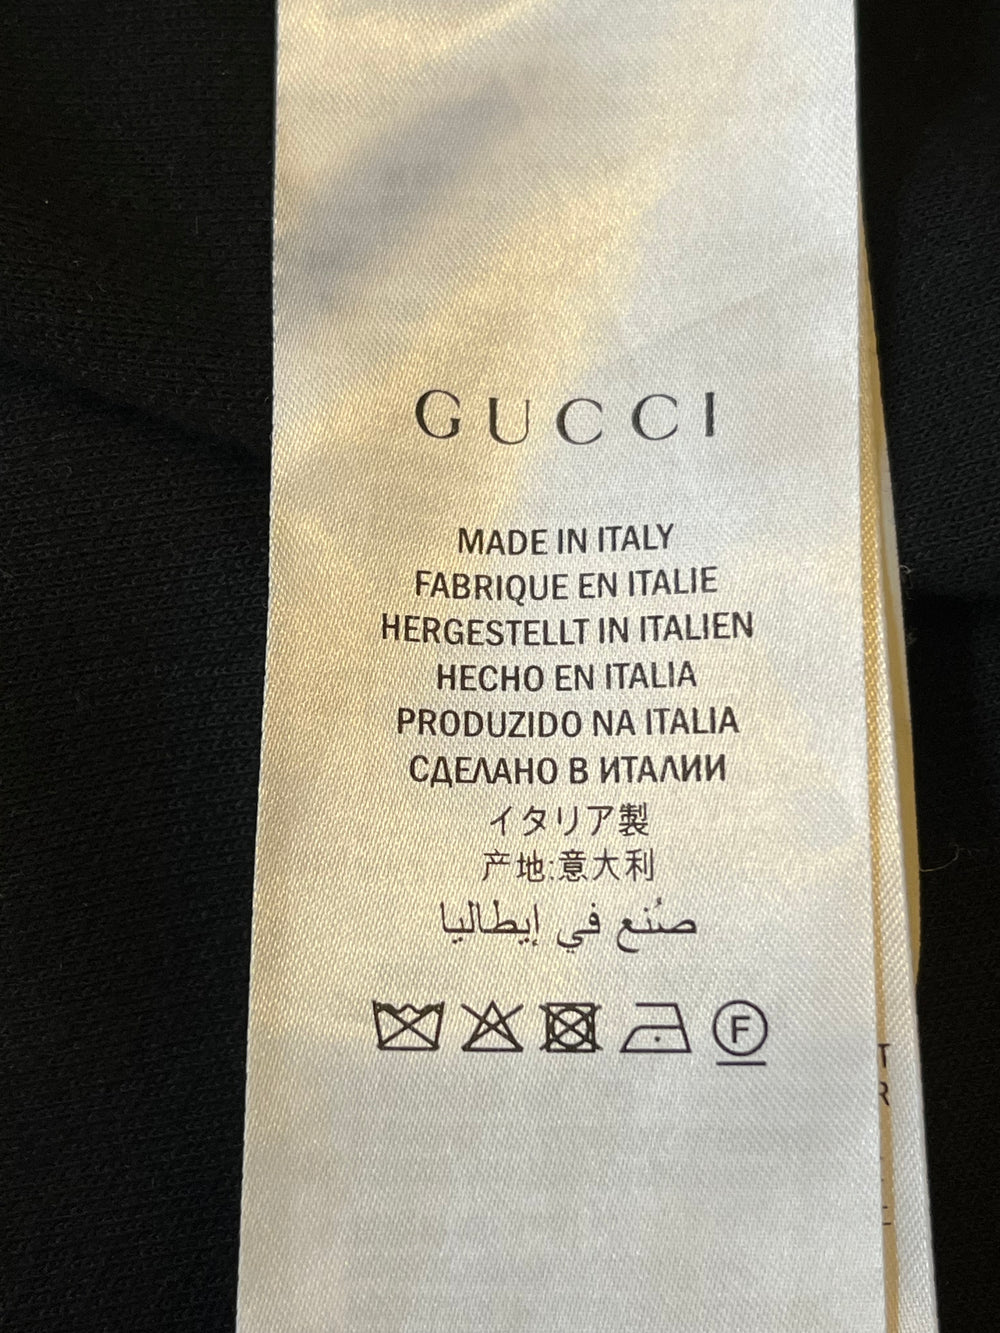 GUCCI
MADE IN ITALY
FABRIQUE EN ITALIE
HERGESTELLT IN ITALIEN
HECHO EN ITALIA
PRODUZIDO NA ITALIA
СДЕЛАНО В ИТАЛИИ
イタリア製
产地:意大利
صُنع في إيطاليا
F
T
R